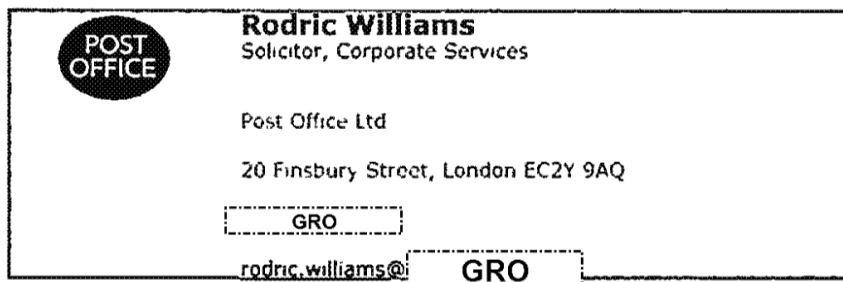 POST
OFFICE
Rodric Williams
Solicitor, Corporate Services
Post Office Ltd
20 Finsbury Street, London EC2Y 9AQ
GRO
rodric.williams@ GRO